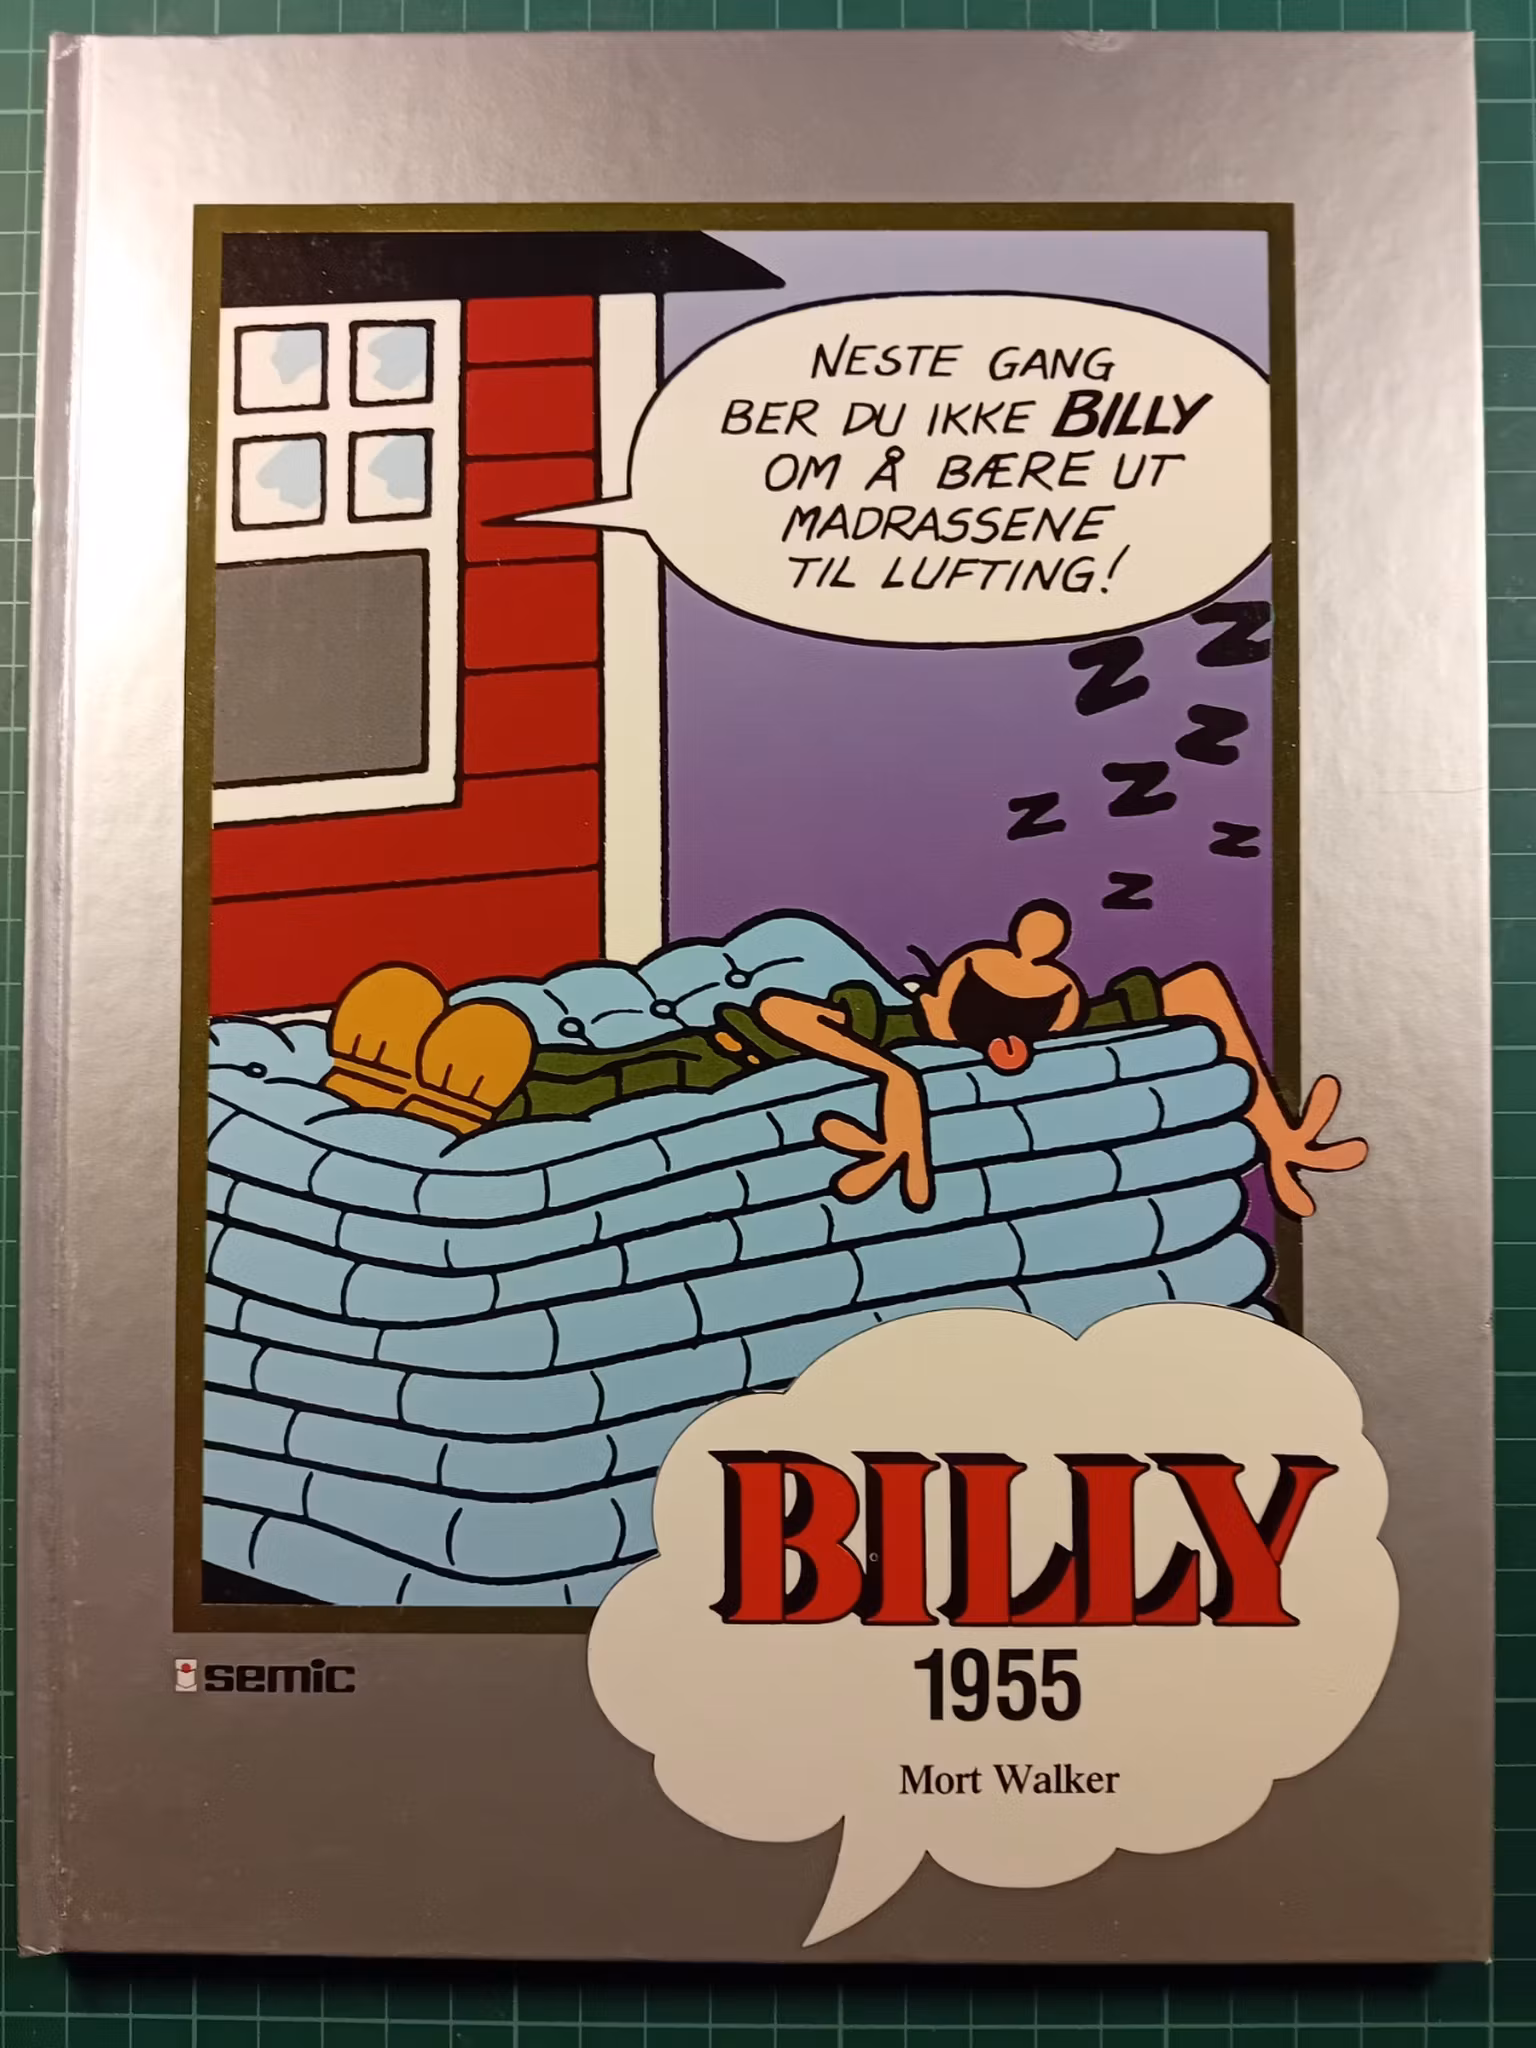 NESTE GANG
BER DU IKKE BILLY
OM Å BÆRE UT
MADRASSENE
TIL LUFTING!
Z
Z
Z
Z
Z
Z
Z
BILLY
1955
Mort Walker
semic